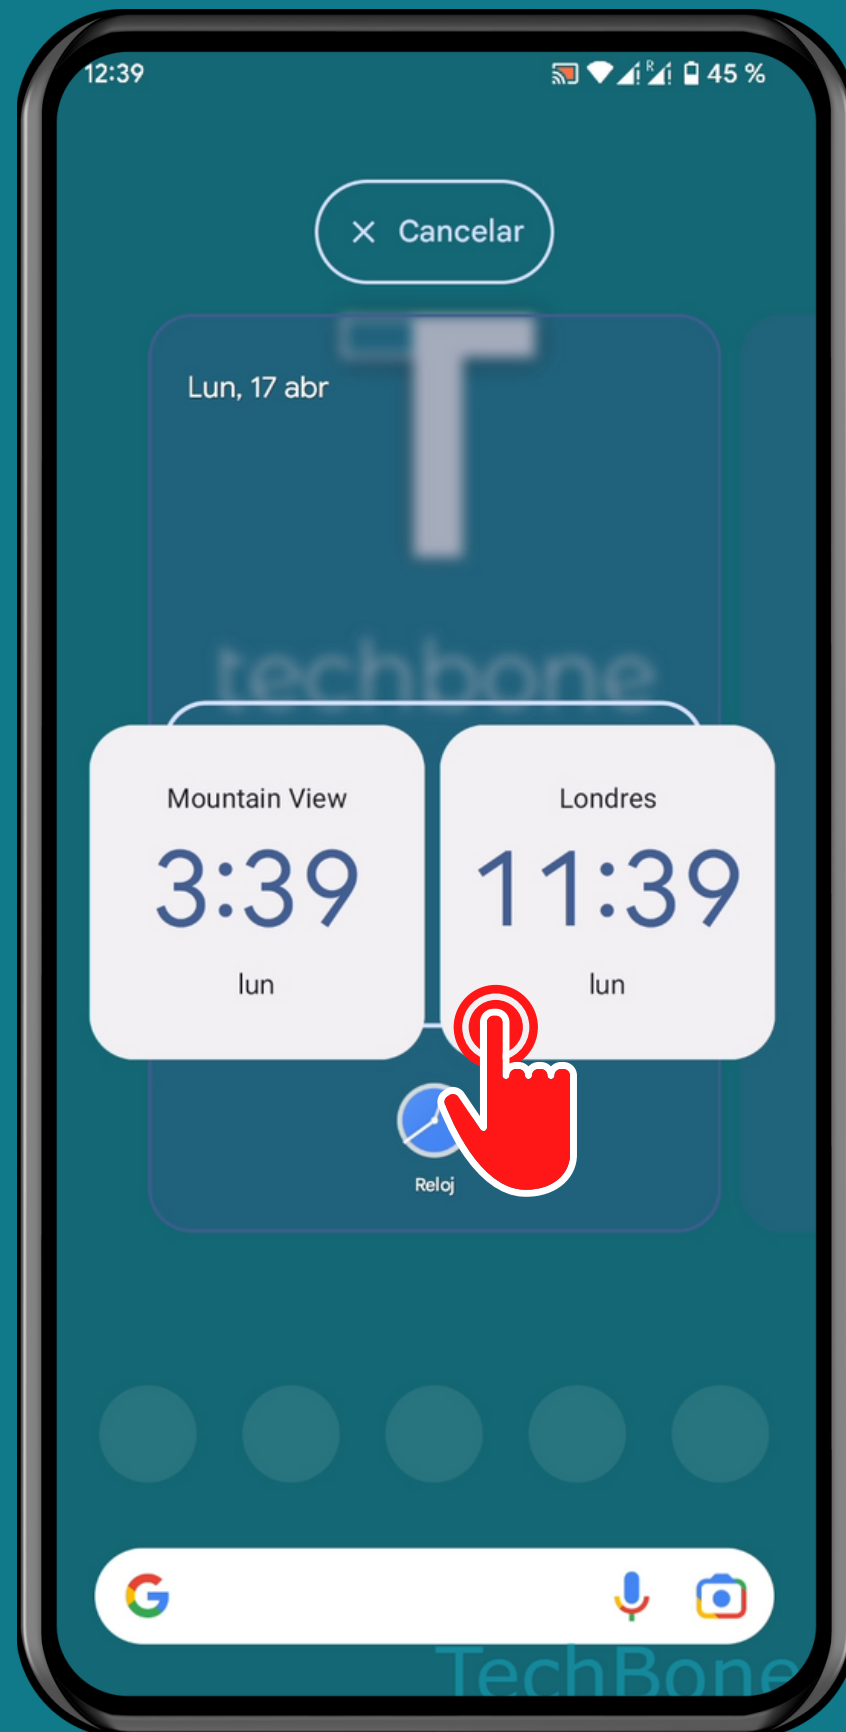 12:39 R 45 %
× Cancelar
T
Lun, 17 abr
techbone
Mountain View
3:39
lun
Londres
11:39
lun
Reloj
G
TechBone